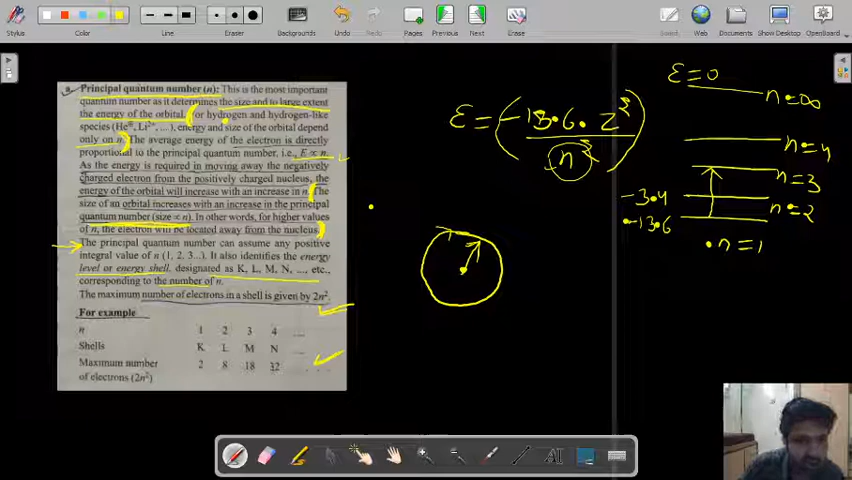 Style
Color
Line
Eraser
Backgrounds
Undo
Redo
Pages
Previous
Next
Erase
Web
Documents
Show Desktop
OpenBoard
a. Principal quantum number (n): This is the most important
quantum number as it determines the size and to large extent
the energy of the orbital. For hydrogen and hydrogen-like
species (He⊕, Li2+, ...), energy and size of the orbital depend
only on n. The average energy of the electron is directly
proportional to the principal quantum number, i.e., E ∝ n.
As the energy is required in moving away the negatively
charged electron from the positively charged nucleus, the
energy of the orbital will increase with an increase in n. The
size of an orbital increases with an increase in the principal
quantum number (size ∝ n). In other words, for higher values
of n, the electron will be located away from the nucleus.
The principal quantum number can assume any positive
integral value of n (1, 2, 3...). It also identifies the energy
level or energy shell, designated as K, L, M, N, ..., etc.,
corresponding to the number of n.
The maximum number of electrons in a shell is given by 2n².
For example
n 1 2 3 4 ....
Shells K L M N ....
Maximum number 2 8 18 32 ....
of electrons (2n²)
E = (-13.6. Z² / n²)
E=0
n=∞
n=4
n=3
-3.4
n=2
-13.6
n=1